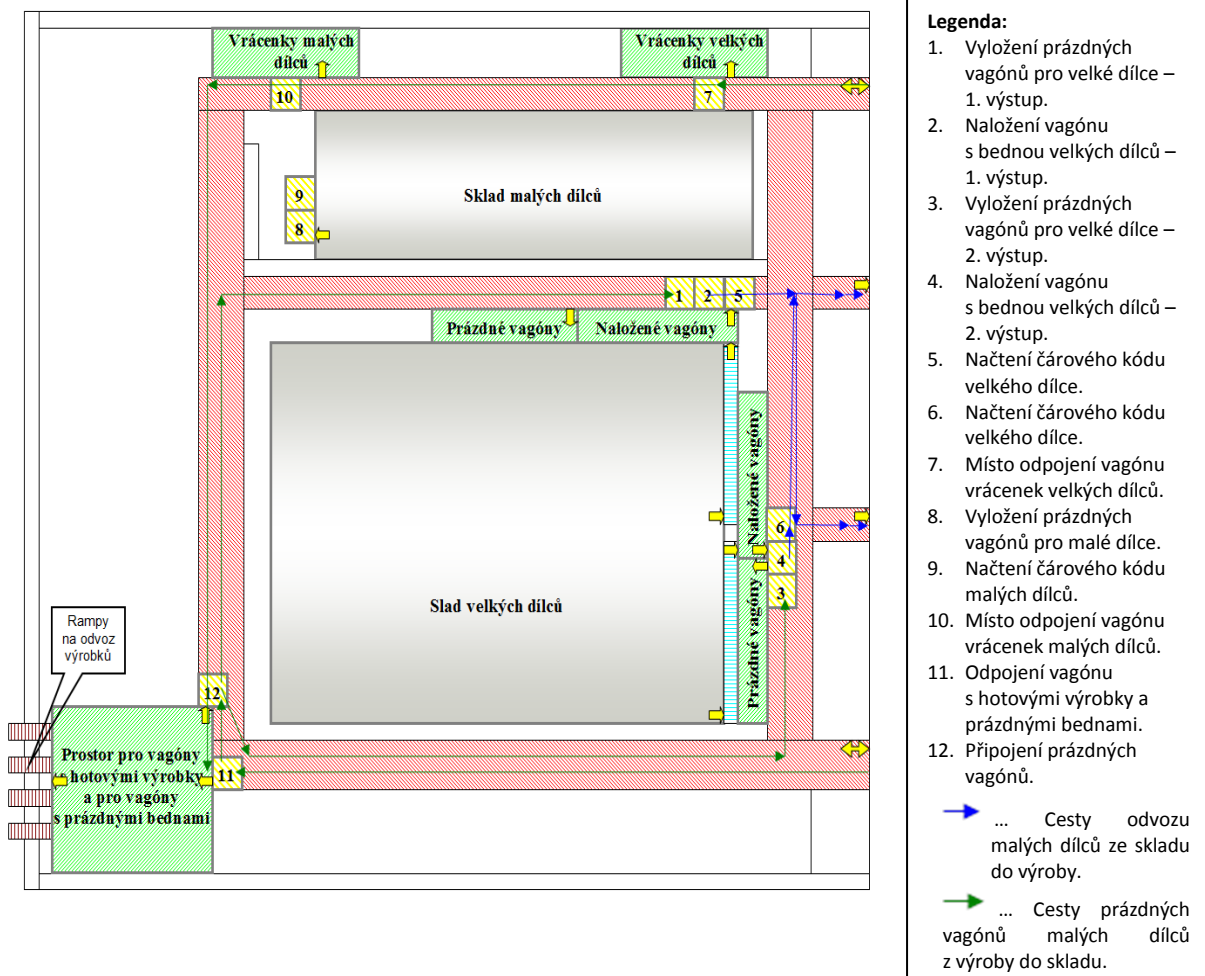 Vrácenky malých
dílců
Vrácenky velkých
dílců
10
7
9
8
Sklad malých dílců
1
2
5
Prázdné vagóny
Naložené vagóny
Naložené vagóny
Prázdné vagóny
6
4
3
Slad velkých dílců
Rampy
na odvoz
výrobků
12
11
Prostor pro vagóny
s hotovými výrobky
a pro vagóny
s prázdnými bednami
Legenda:
1. Vyložení prázdných
vagónů pro velké dílce –
1. výstup.
2. Naložení vagónu
s bednou velkých dílců –
1. výstup.
3. Vyložení prázdných
vagónů pro velké dílce –
2. výstup.
4. Naložení vagónu
s bednou velkých dílců –
2. výstup.
5. Načtení čárového kódu
velkého dílce.
6. Načtení čárového kódu
velkého dílce.
7. Místo odpojení vagónu
vrácenek velkých dílců.
8. Vyložení prázdných
vagónů pro malé dílce.
9. Načtení čárového kódu
malých dílců.
10. Místo odpojení vagónu
vrácenek malých dílců.
11. Odpojení vagónu
s hotovými výrobky a
prázdnými bednami.
12. Připojení prázdných
vagónů.
... Cesty odvozu
malých dílců ze skladu
do výroby.
... Cesty prázdných
vagónů malých dílců
z výroby do skladu.